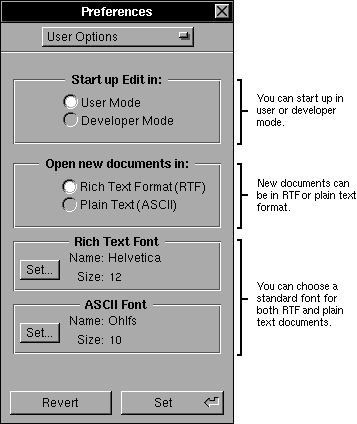 Preferences
User Options
Start up Edit in:
User Mode
Developer Mode
You can start up in
user or developer
mode.
Open new documents in:
Rich Text Format (RTF)
Plain Text (ASCII)
New documents can
be in RTF or plain text
format.
Rich Text Font
Set...
Name: Helvetica
Size: 12
ASCII Font
Set...
Name: Ohlfs
Size: 10
You can choose a
standard font for
both RTF and plain
text documents.
Revert
Set